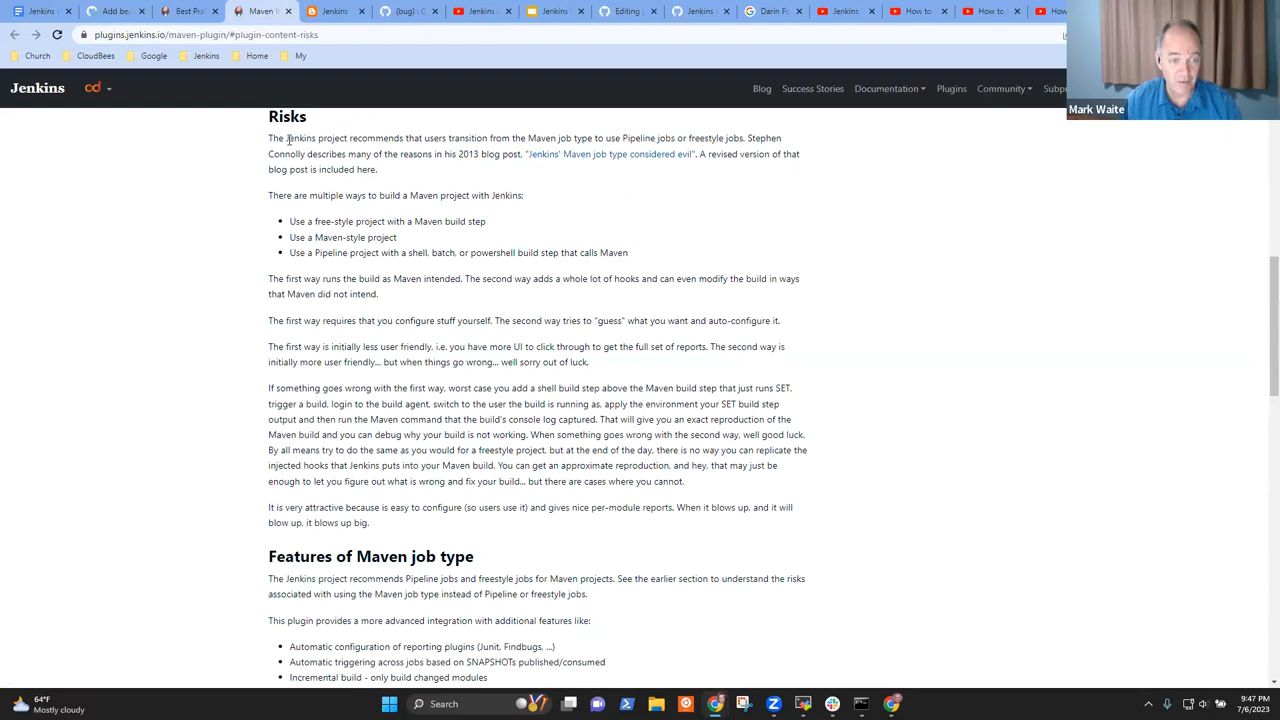 Jenkins
Add be
Best Pra
Maven I
Jenkins
(bug) : C
Jenkins
Jenkins
Editing
Jenkins
Darin Po
Jenkins
How to
How to
How
plugins.jenkins.io/maven-plugin/#plugin-content-risks
Church CloudBees Google Jenkins Home My
Jenkins cd Blog Success Stories Documentation Plugins Community Subp
Mark Waite
Risks
The Jenkins project recommends that users transition from the Maven job type to use Pipeline jobs or freestyle jobs. Stephen
Connolly describes many of the reasons in his 2013 blog post, "Jenkins' Maven job type considered evil". A revised version of that
blog post is included here.
There are multiple ways to build a Maven project with Jenkins:
• Use a free-style project with a Maven build step
• Use a Maven-style project
• Use a Pipeline project with a shell, batch, or powershell build step that calls Maven
The first way runs the build as Maven intended. The second way adds a whole lot of hooks and can even modify the build in ways
that Maven did not intend.
The first way requires that you configure stuff yourself. The second way tries to "guess" what you want and auto-configure it.
The first way is initially less user friendly, i.e. you have more UI to click through to get the full set of reports. The second way is
initially more user friendly... but when things go wrong... well sorry out of luck.
If something goes wrong with the first way, worst case you add a shell build step above the Maven build step that just runs SET,
trigger a build, login to the build agent, switch to the user the build is running as, apply the environment your SET build step
output and then run the Maven command that the build's console log captured. That will give you an exact reproduction of the
Maven build and you can debug why your build is not working. When something goes wrong with the second way, well good luck.
By all means try to do the same as you would for a freestyle project, but at the end of the day, there is no way you can replicate the
injected hooks that Jenkins puts into your Maven build. You can get an approximate reproduction, and hey, that may just be
enough to let you figure out what is wrong and fix your build... but there are cases where you cannot.
It is very attractive because is easy to configure (so users use it) and gives nice per-module reports. When it blows up, and it will
blow up, it blows up big.
Features of Maven job type
The Jenkins project recommends Pipeline jobs and freestyle jobs for Maven projects. See the earlier section to understand the risks
associated with using the Maven job type instead of Pipeline or freestyle jobs.
This plugin provides a more advanced integration with additional features like:
• Automatic configuration of reporting plugins (Junit, Findbugs, ...)
• Automatic triggering across jobs based on SNAPSHOTs published/consumed
• Incremental build - only build changed modules
64°F
Mostly cloudy
Search
9:47 PM
7/6/2023